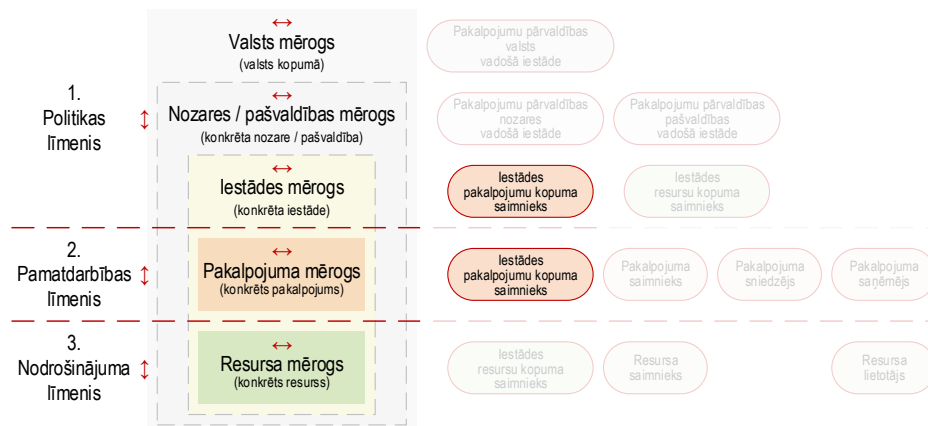 Valsts mērogs
(valsts kopumā)
Pakalpojumu pārvaldības
valsts
vadošā iestāde
1.
Politikas
līmenis
Nozares / pašvaldības mērogs
(konkrēta nozare / pašvaldība)
Pakalpojumu pārvaldības
nozares
vadošā iestāde
Pakalpojumu pārvaldības
pašvaldības
vadošā iestāde
Iestādes mērogs
(konkrēta iestāde)
Iestādes
pakalpojumu kopuma
saimnieks
Iestādes
resursu kopuma
saimnieks
2.
Pamatdarbības
līmenis
Pakalpojuma mērogs
(konkrēts pakalpojums)
Iestādes
pakalpojumu kopuma
saimnieks
Pakalpojuma
saimnieks
Pakalpojuma
sniedzējs
Pakalpojuma
saņēmējs
3.
Nodrošinājuma
līmenis
Resursa mērogs
(konkrēts resurss)
Iestādes
resursu kopuma
saimnieks
Resursa
saimnieks
Resursa
lietotājs